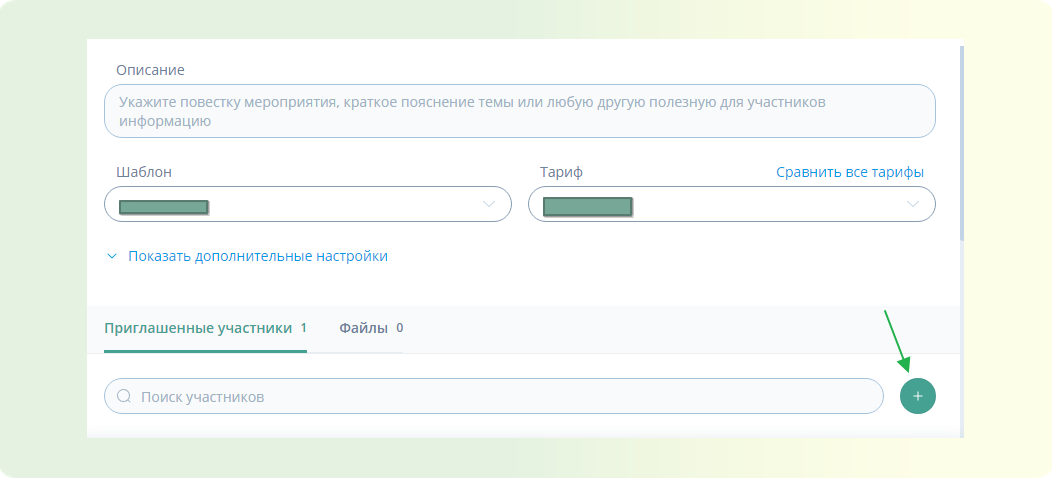 Описание
Укажите повестку мероприятия, краткое пояснение темы или любую другую полезную для участников
информацию
Шаблон
Тариф
Сравнить все тарифы
Показать дополнительные настройки
Приглашенные участники 1
Файлы 0
Поиск участников